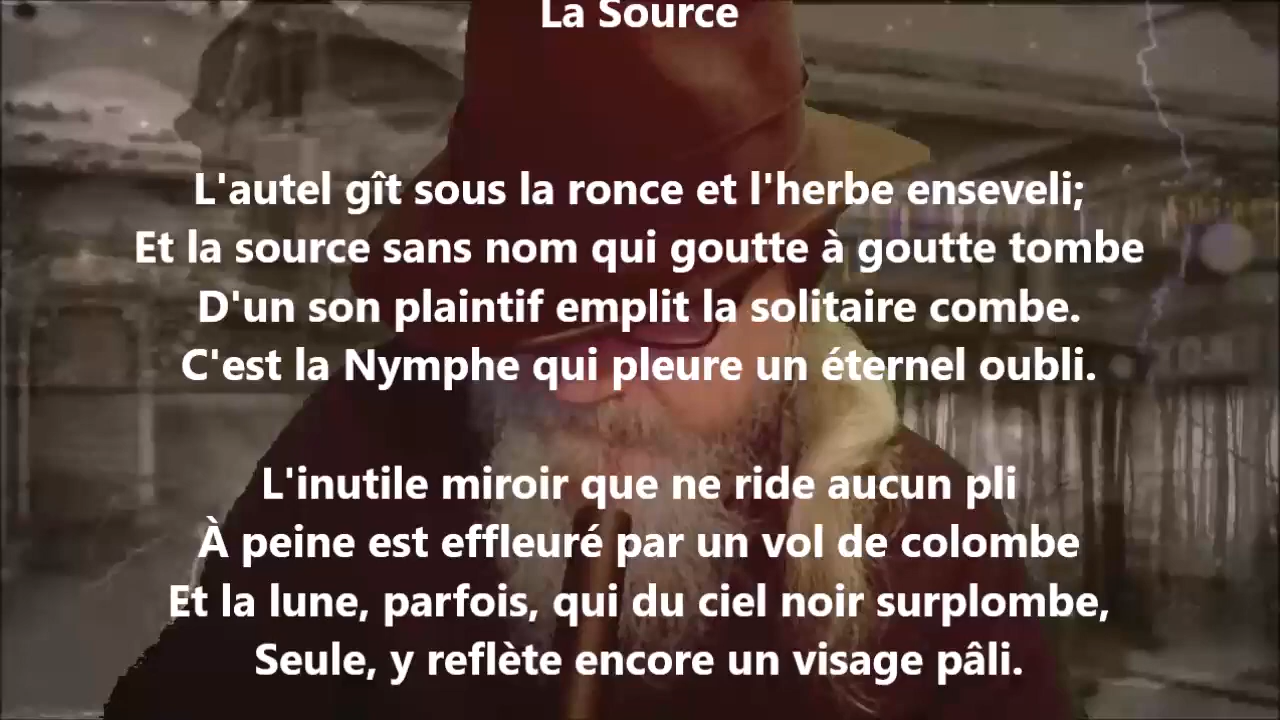 La Source
L'autel gît sous la ronce et l'herbe enseveli;
Et la source sans nom qui goutte à goutte tombe
D'un son plaintif emplit la solitaire combe.
C'est la Nymphe qui pleure un éternel oubli.
L'inutile miroir que ne ride aucun pli
À peine est effleuré par un vol de colombe
Et la lune, parfois, qui du ciel noir surplombe,
Seule, y reflète encore un visage pâli.